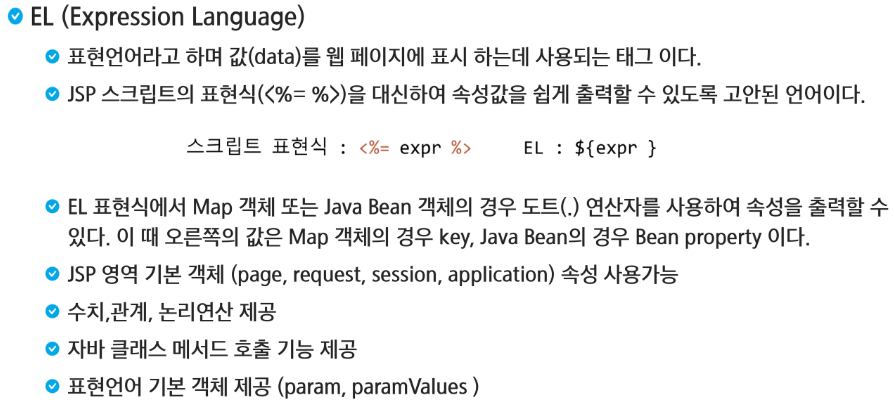 EL (Expression Language)
표현언어라고 하며 값(data)를 웹 페이지에 표시 하는데 사용되는 태그 이다.
JSP 스크립트의 표현식(<%= %>)을 대신하여 속성값을 쉽게 출력할 수 있도록 고안된 언어이다.
스크립트 표현식 : <%= expr %> EL : ${expr }
EL 표현식에서 Map 객체 또는 Java Bean 객체의 경우 도트(.) 연산자를 사용하여 속성을 출력할 수
있다. 이 때 오른쪽의 값은 Map 객체의 경우 key, Java Bean의 경우 Bean property 이다.
JSP 영역 기본 객체 (page, request, session, application) 속성 사용가능
수치,관계, 논리연산 제공
자바 클래스 메서드 호출 기능 제공
표현언어 기본 객체 제공 (param, paramValues )